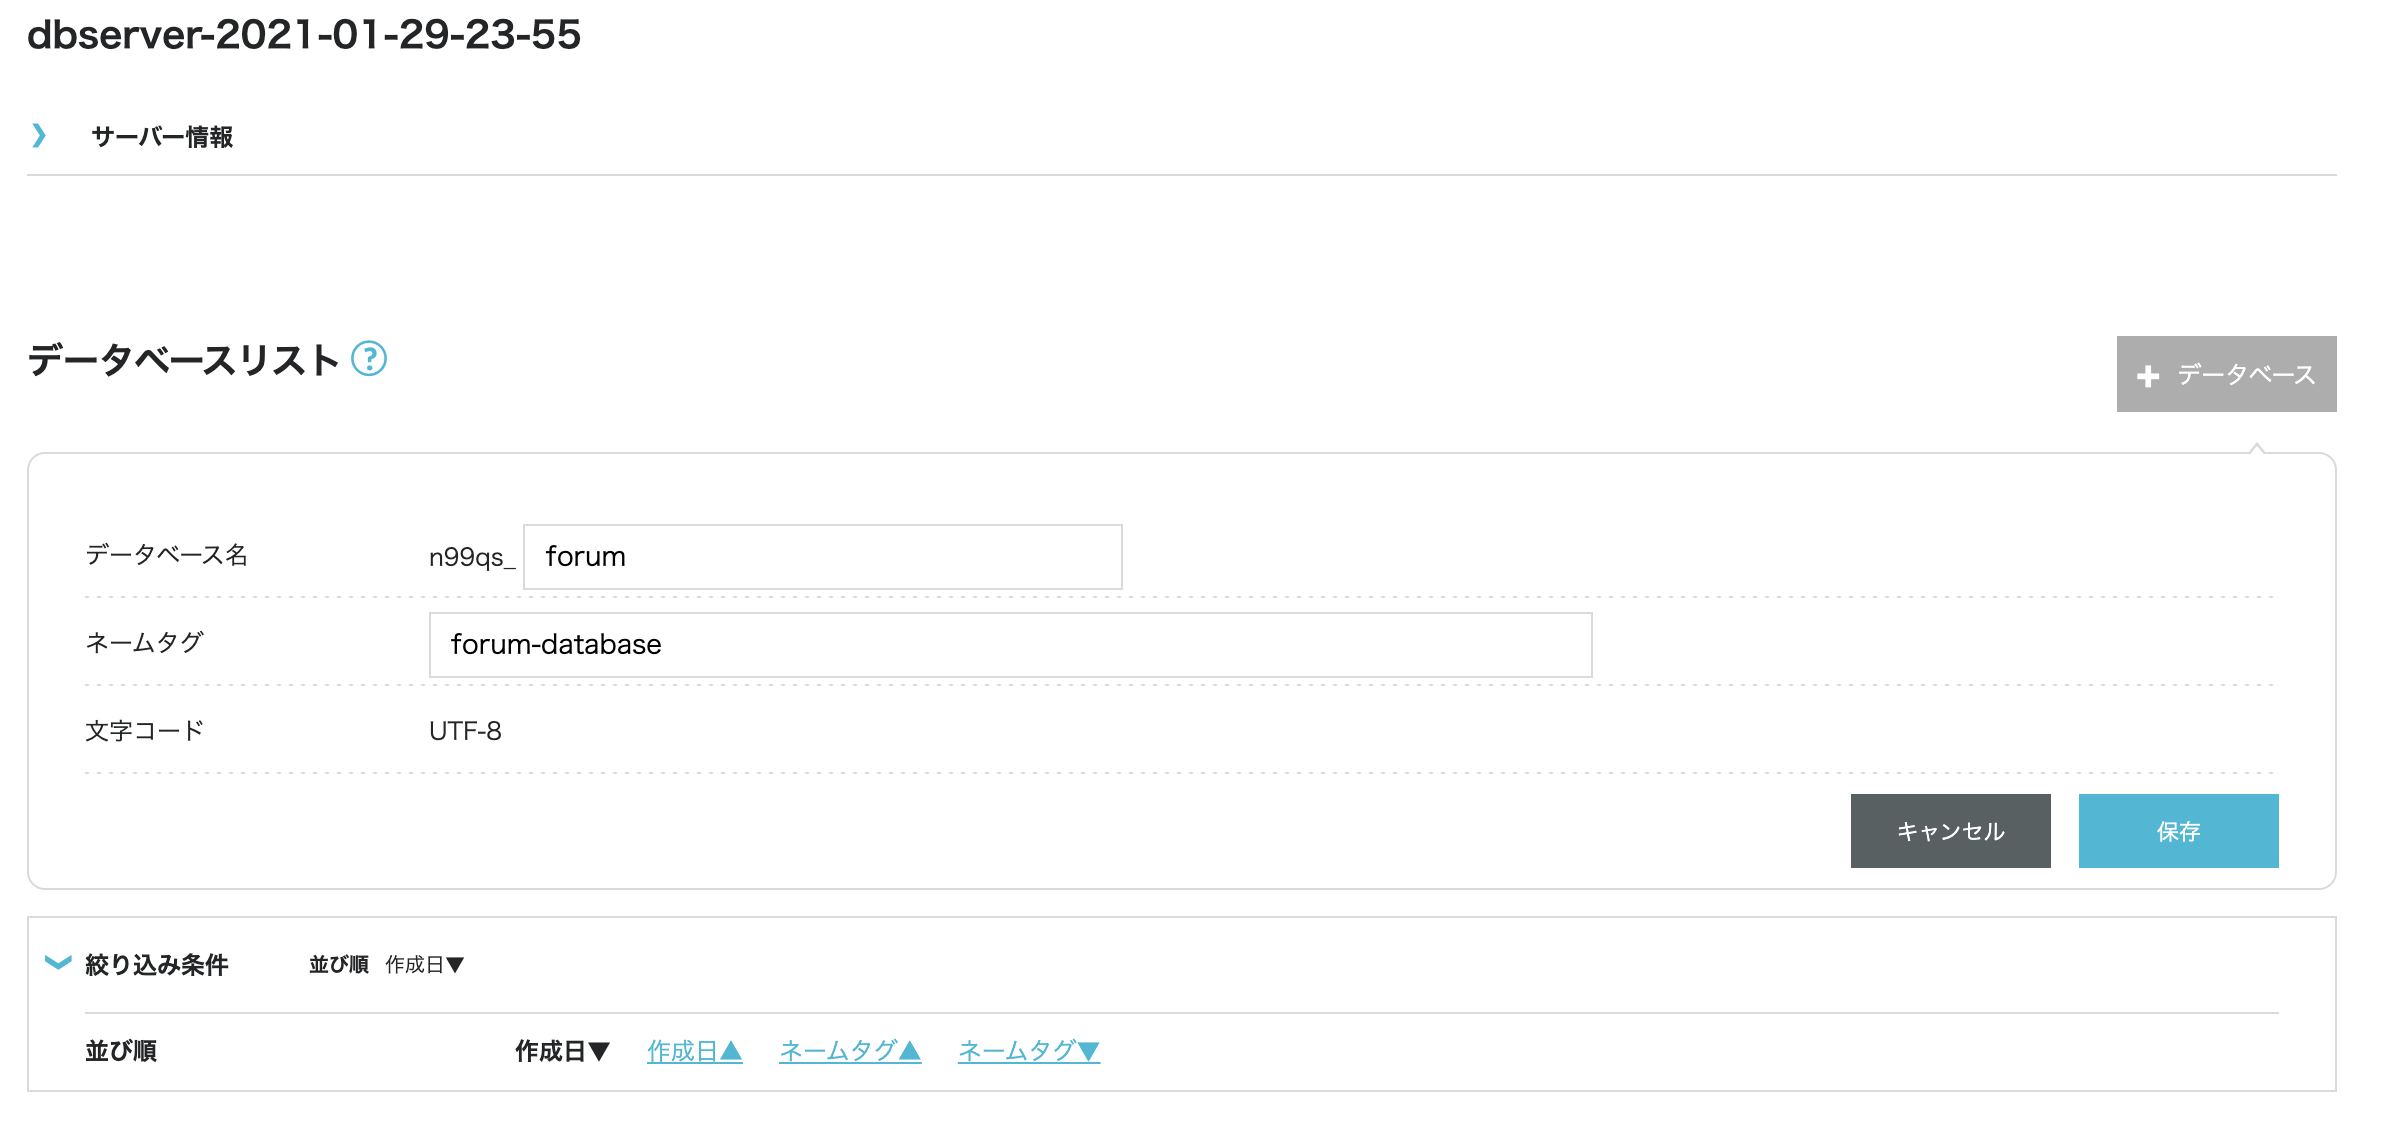 dbserver-2021-01-29-23-55
サーバー情報
データベースリスト ?
データベース
データベース名 n99qs_ forum
ネームタグ forum-database
文字コード UTF-8
キャンセル 保存
絞り込み条件 並び順 作成日▼
並び順 作成日▼ 作成日▲ ネームタグ▲ ネームタグ▼